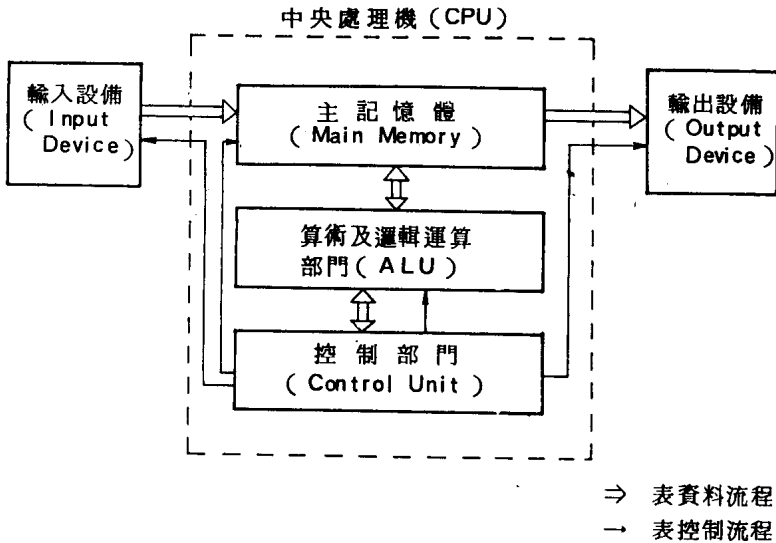 中央處理機(CPU)
輸入設備
( Input
Device)
主記憶體
( Main Memory)
輸出設備
(Output
Device)
算術及邏輯運算
部門( ALU)
控制部門
( Control Unit )
⇒ 表資料流程
→ 表控制流程